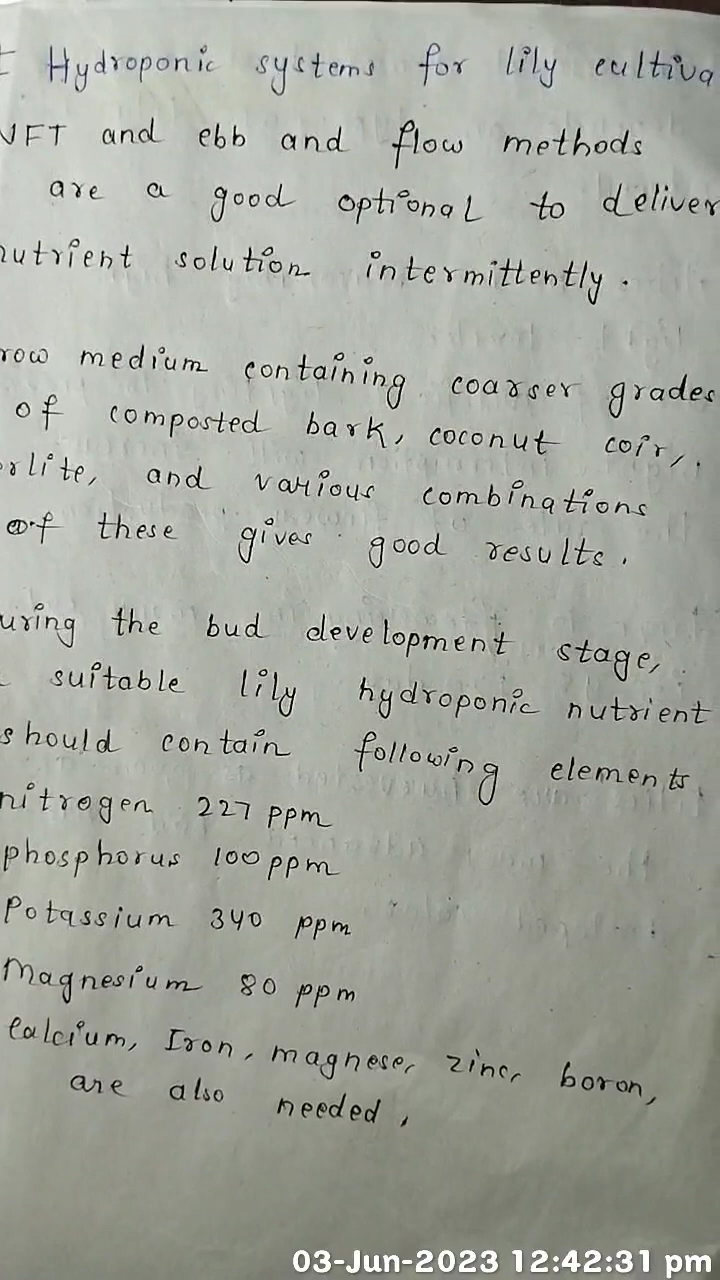 Hydroponic systems for lily cultiva
NFT and ebb and flow methods
are a good optional to deliver
nutrient solution intermittently.
row medium containing coarser grades
of composted bark, coconut coir,
rlite, and various combinations
of these gives good results.
uring the bud development stage,
suitable lily hydroponic nutrient
should contain following elements.
nitrogen 227 ppm
phosphorus 100 ppm
Potassium 340 ppm
Magnesium 80 ppm
Calcium, Iron, magnese, zinc, boron,
are also needed,
03-Jun-2023 12:42:31 pm